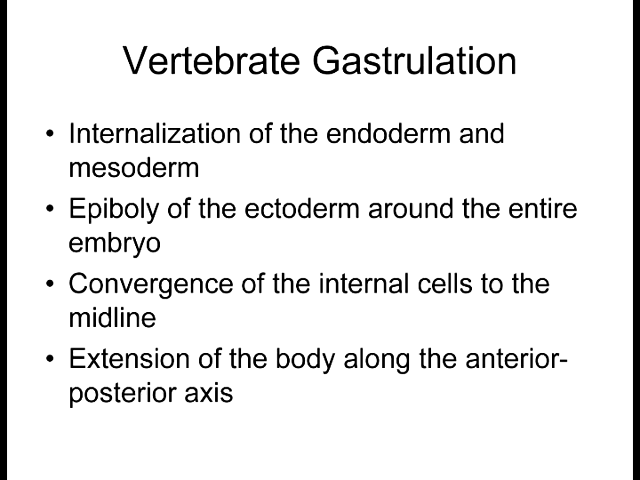 Vertebrate Gastrulation
• Internalization of the endoderm and
mesoderm
• Epiboly of the ectoderm around the entire
embryo
• Convergence of the internal cells to the
midline
• Extension of the body along the anterior-
posterior axis